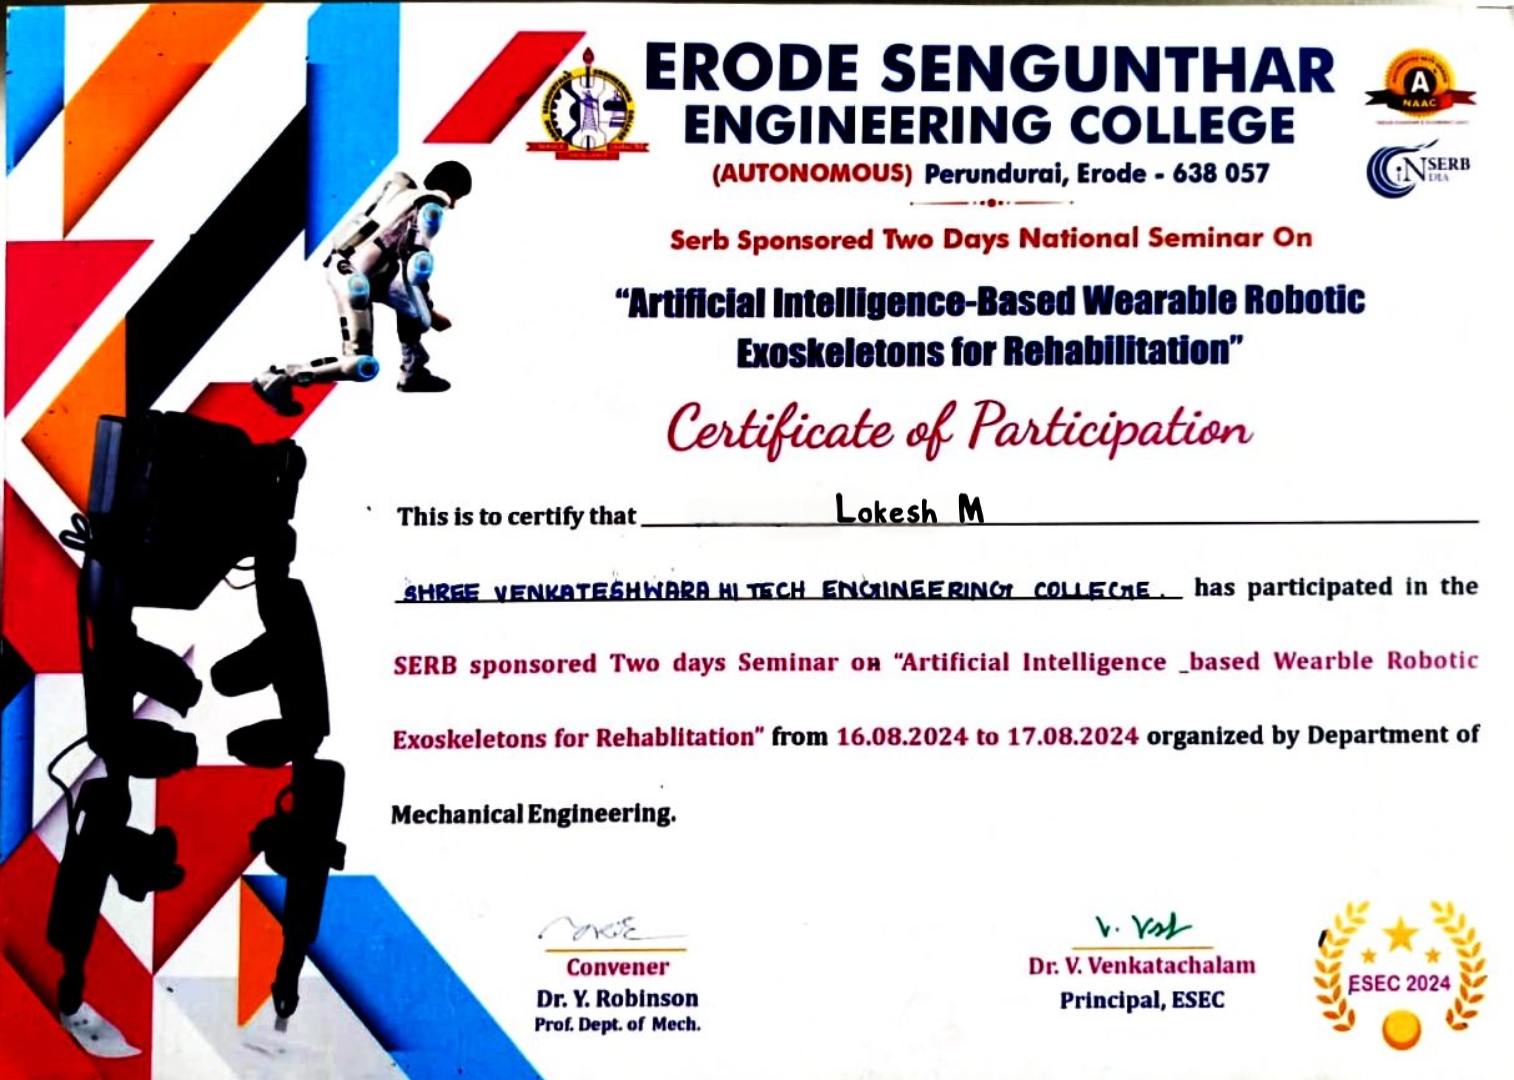 ERODE SENGUNTHAR
ENGINEERING COLLEGE
(AUTONOMOUS) Perundurai, Erode - 638 057
A
NAAC
iNSERB
DIA
Serb Sponsored Two Days National Seminar On
“Artificial Intelligence-Based Wearable Robotic
Exoskeletons for Rehabilitation”
Certificate of Participation
This is to certify that Lokesh M
SHREE VENKATESHWARA HI TECH ENGINEERING COLLEGE. has participated in the
SERB sponsored Two days Seminar on “Artificial Intelligence _based Wearble Robotic
Exoskeletons for Rehablitation” from 16.08.2024 to 17.08.2024 organized by Department of
Mechanical Engineering.
Convener
Dr. Y. Robinson
Prof. Dept. of Mech.
Dr. V. Venkatachalam
Principal, ESEC
ESEC 2024